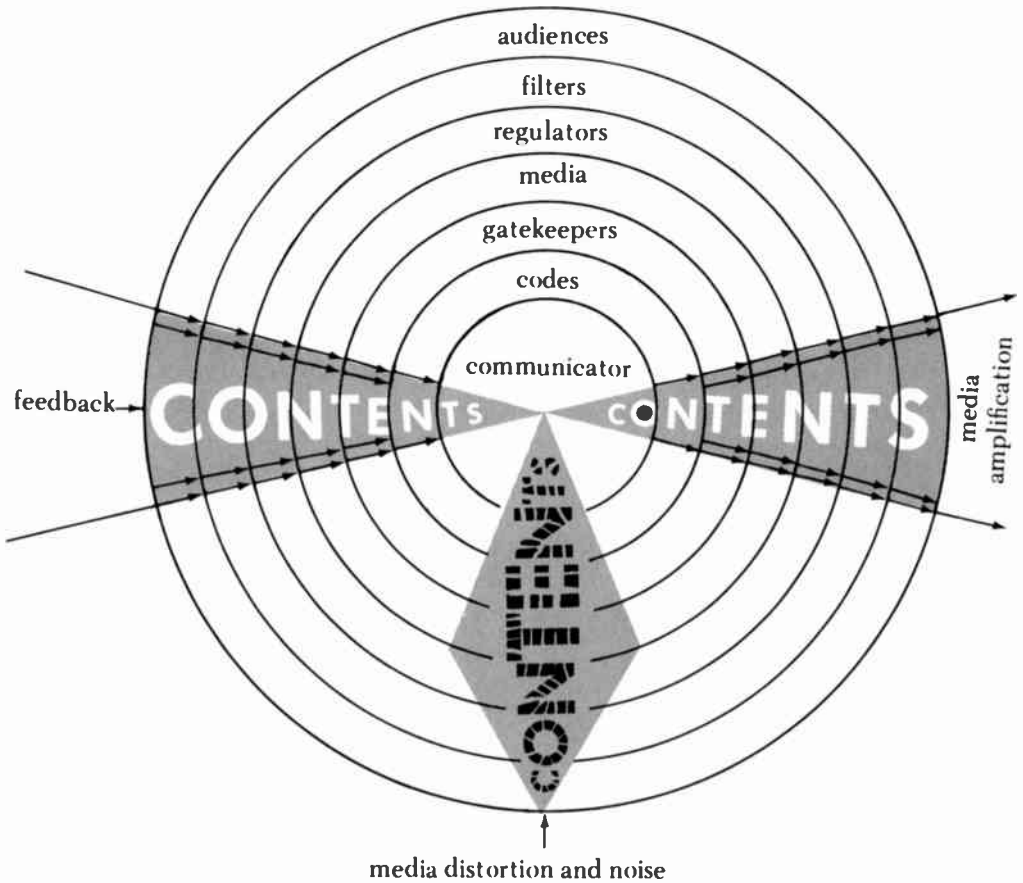 audiences
filters
regulators
media
gatekeepers
codes
communicator
feedback
CONTENTS
CONTENTS
media
amplification
CONTENTS
media distortion and noise